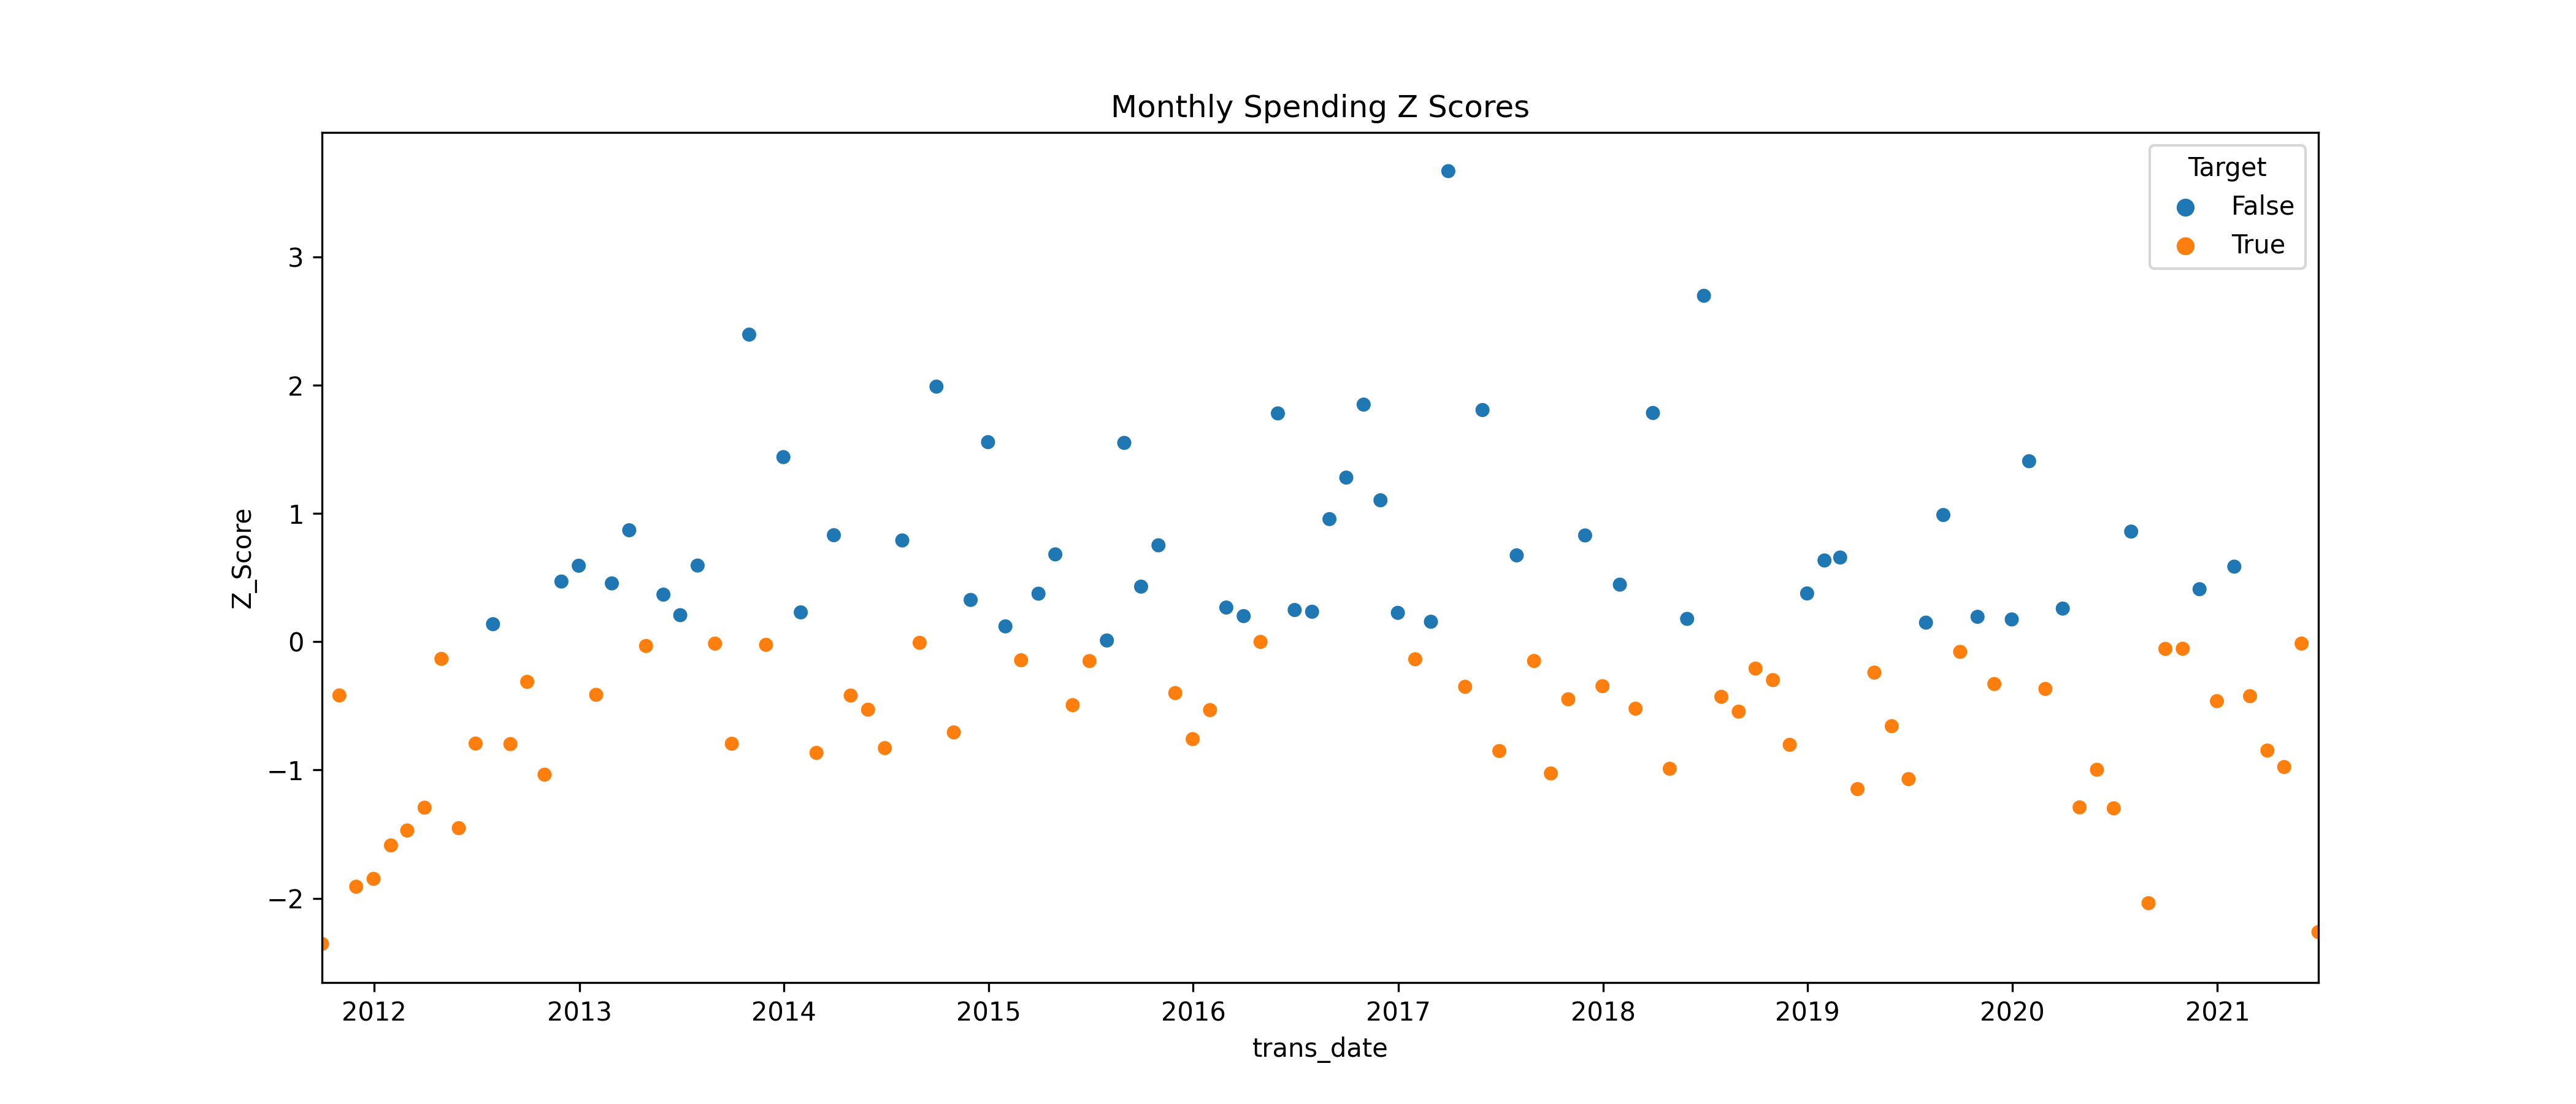 Monthly Spending Z Scores
Target
False
True
Z_Score
3
2
1
0
−1
−2
2012 2013 2014 2015 2016 2017 2018 2019 2020 2021
trans_date